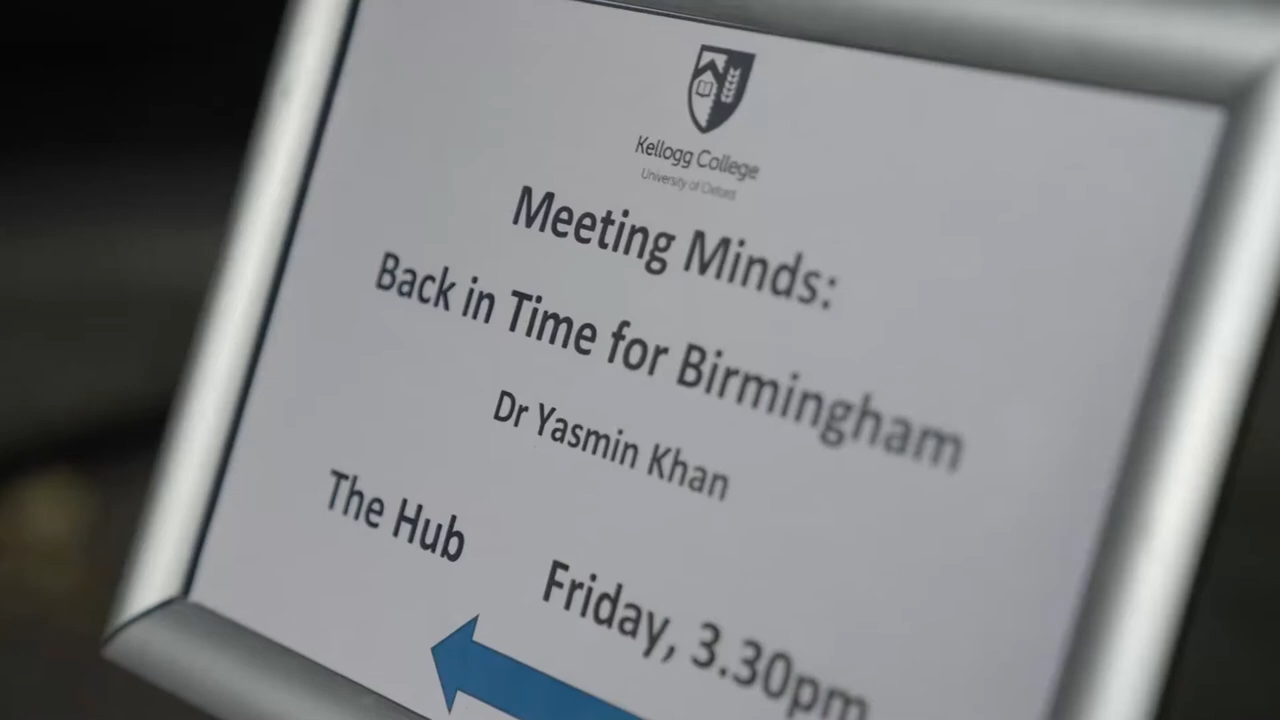 Kellogg College
University of Oxford
Meeting Minds:
Back in Time for Birmingham
Dr Yasmin Khan
The Hub
Friday, 3.30pm